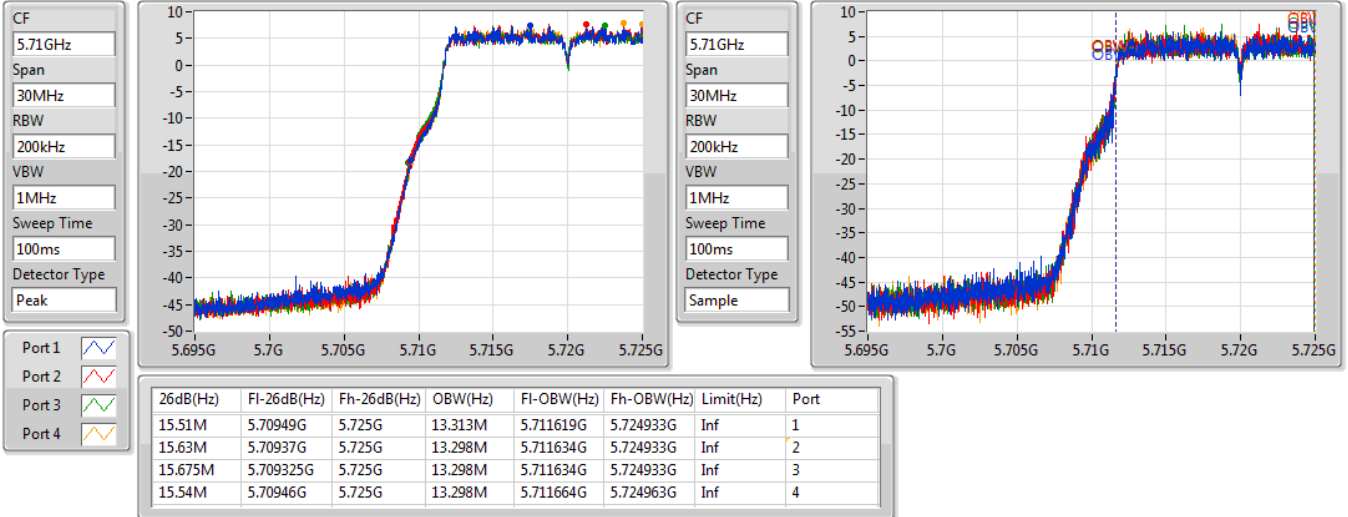 CF
5.71GHz
Span
30MHz
RBW
200kHz
VBW
1MHz
Sweep Time
100ms
Detector Type
Peak
10
5
0
-5
-10
-15
-20
-25
-30
-35
-40
-45
-50
5.695G 5.7G 5.705G 5.71G 5.715G 5.72G 5.725G
CF
5.71GHz
Span
30MHz
RBW
200kHz
VBW
1MHz
Sweep Time
100ms
Detector Type
Sample
10
5
0
-5
-10
-15
-20
-25
-30
-35
-40
-45
-50
-55
5.695G 5.7G 5.705G 5.71G 5.715G 5.72G 5.725G
Port 1
Port 2
Port 3
Port 4
26dB(Hz) Fl-26dB(Hz) Fh-26dB(Hz) OBW(Hz) Fl-OBW(Hz) Fh-OBW(Hz) Limit(Hz) Port
15.51M 5.70949G 5.725G 13.313M 5.711619G 5.724933G Inf 1
15.63M 5.70937G 5.725G 13.298M 5.711634G 5.724933G Inf 2
15.675M 5.709325G 5.725G 13.298M 5.711634G 5.724933G Inf 3
15.54M 5.70946G 5.725G 13.298M 5.711664G 5.724963G Inf 4